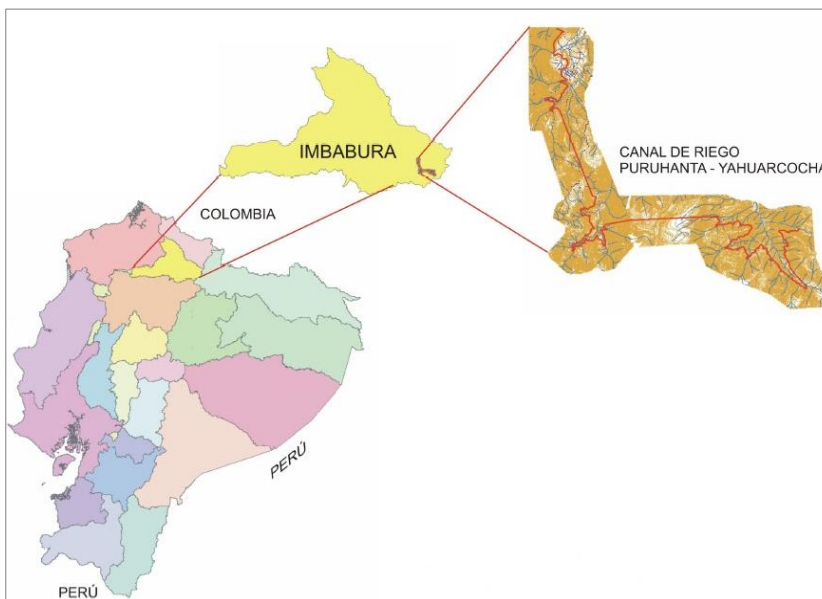 IMBABURA
CANAL DE RIEGO
PURUHANTA - YAHUARCOCHA
COLOMBIA
PERÚ
PERÚ